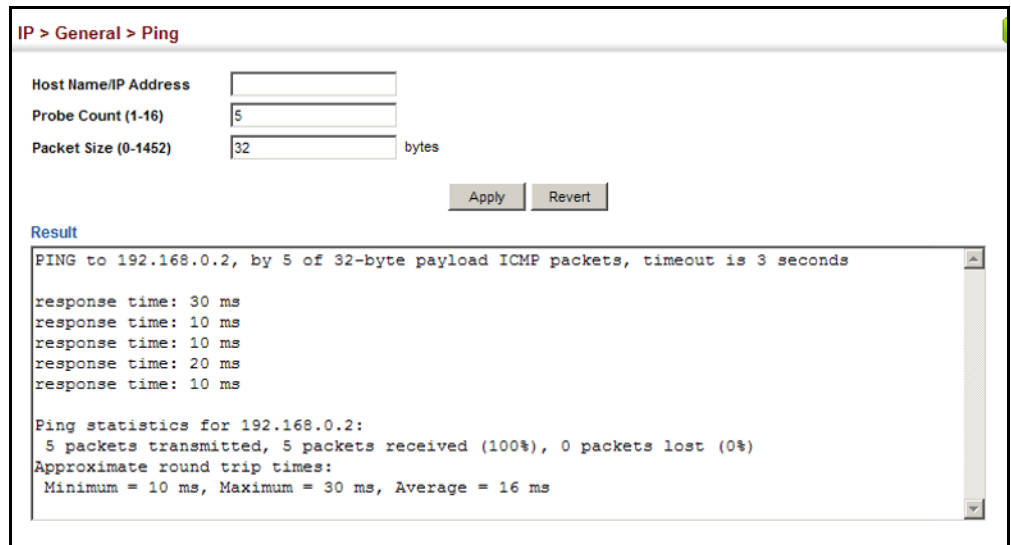 IP > General > Ping
Host Name/IP Address
Probe Count (1-16) 5
Packet Size (0-1452) 32 bytes
Apply Revert
Result
PING to 192.168.0.2, by 5 of 32-byte payload ICMP packets, timeout is 3 seconds
response time: 30 ms
response time: 10 ms
response time: 10 ms
response time: 20 ms
response time: 10 ms
Ping statistics for 192.168.0.2:
5 packets transmitted, 5 packets received (100%), 0 packets lost (0%)
Approximate round trip times:
Minimum = 10 ms, Maximum = 30 ms, Average = 16 ms